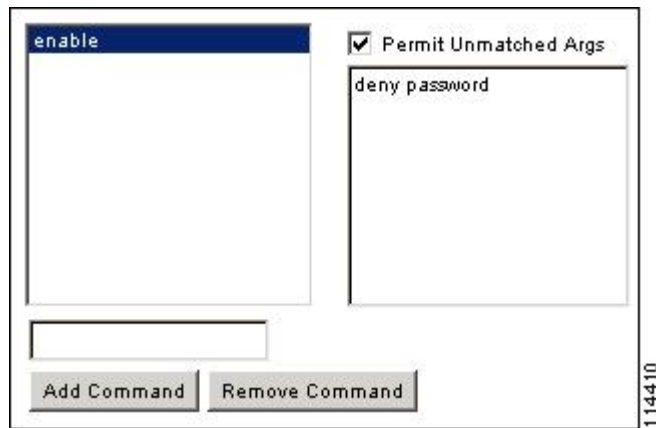 enable
Permit Unmatched Args
deny password
Add Command
Remove Command
114410